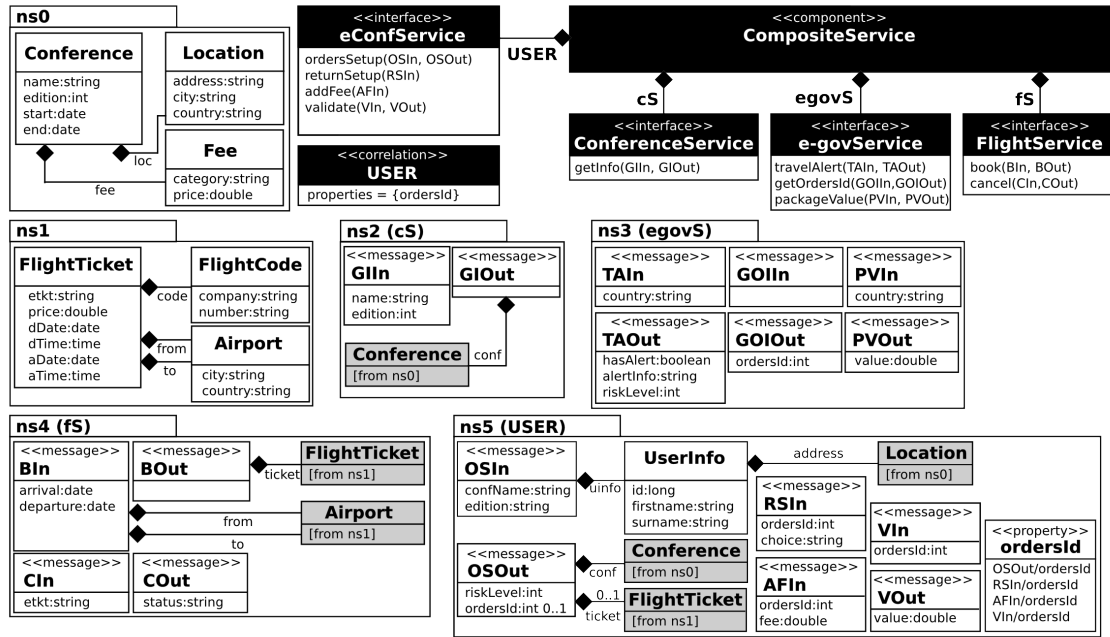 ns0
Conference
name:string
edition:int
start:date
end:date
Location
address:string
city:string
country:string
loc
Fee
category:string
price:double
fee
<<interface>>
eConfService
ordersSetup(OSIn, OSOut)
returnSetup(RSIn)
addFee(AFIn)
validate(VIn, VOut)
<<correlation>>
USER
properties = {ordersId}
USER
<<component>>
CompositeService
cS
egovS
fS
<<interface>>
ConferenceService
getInfo(GIIn, GIOut)
<<interface>>
e-govService
travelAlert(TAIn, TAOut)
getOrdersId(GOIIn,GOIOut)
packageValue(PVIn, PVOut)
<<interface>>
FlightService
book(BIn, BOut)
cancel(CIn,COut)
ns1
FlightTicket
etkt:string
price:double
dDate:date
dTime:time
aDate:date
aTime:time
code
from
to
FlightCode
company:string
number:string
Airport
city:string
country:string
ns2 (cS)
<<message>>
GIIn
name:string
edition:int
<<message>>
GIOut
Conference
[from ns0]
conf
ns3 (egovS)
<<message>>
TAIn
country:string
<<message>>
GOIIn
<<message>>
PVIn
country:string
<<message>>
TAOut
hasAlert:boolean
alertInfo:string
riskLevel:int
<<message>>
GOIOut
ordersId:int
<<message>>
PVOut
value:double
ns4 (fS)
<<message>>
BIn
arrival:date
departure:date
<<message>>
BOut
ticket
FlightTicket
[from ns1]
from
to
Airport
[from ns1]
<<message>>
CIn
etkt:string
<<message>>
COut
status:string
ns5 (USER)
<<message>>
OSIn
confName:string
edition:string
uinfo
UserInfo
id:long
firstname:string
surname:string
address
Location
[from ns0]
<<message>>
OSOut
riskLevel:int
ordersId:int 0..1
conf
0..1
ticket
Conference
[from ns0]
FlightTicket
[from ns1]
<<message>>
RSIn
ordersId:int
choice:string
<<message>>
AFIn
ordersId:int
fee:double
<<message>>
VIn
ordersId:int
<<message>>
VOut
value:double
<<property>>
ordersId
OSOut/ordersId
RSIn/ordersId
AFIn/ordersId
VIn/ordersId